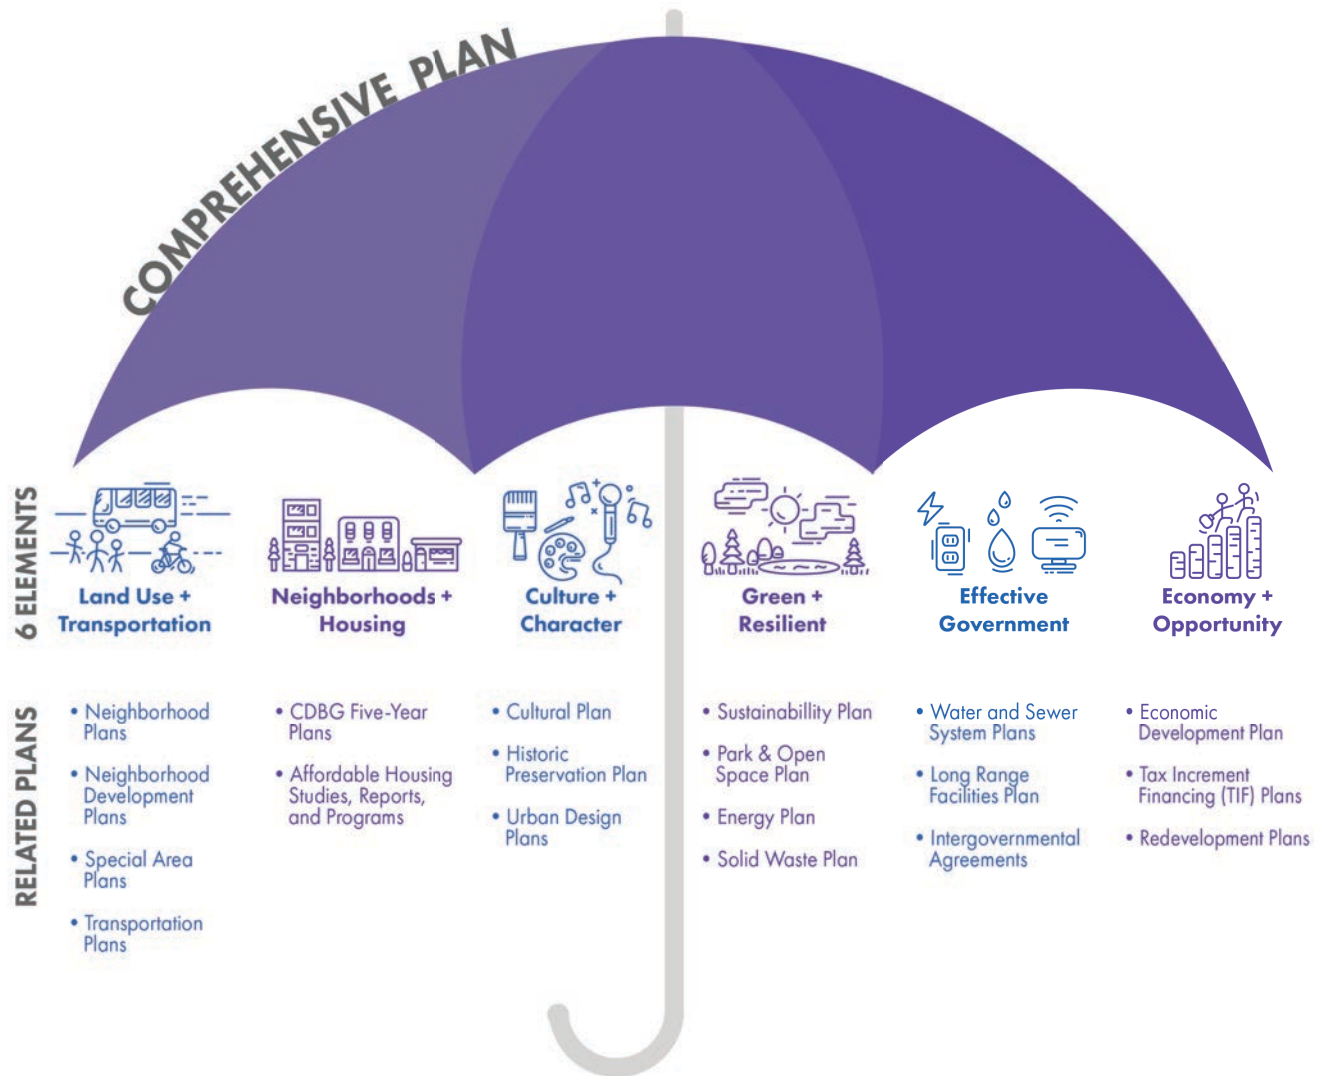 COMPREHENSIVE PLAN
6 ELEMENTS
Land Use +
Transportation
Neighborhoods +
Housing
Culture +
Character
Green +
Resilient
Effective
Government
Economy +
Opportunity
RELATED PLANS
• Neighborhood
Plans
• Neighborhood
Development
Plans
• Special Area
Plans
• Transportation
Plans
• CDBG Five-Year
Plans
• Affordable Housing
Studies, Reports,
and Programs
• Cultural Plan
• Historic
Preservation Plan
• Urban Design
Plans
• Sustainabillity Plan
• Park & Open
Space Plan
• Energy Plan
• Solid Waste Plan
• Water and Sewer
System Plans
• Long Range
Facilities Plan
• Intergovernmental
Agreements
• Economic
Development Plan
• Tax Increment
Financing (TIF) Plans
• Redevelopment Plans